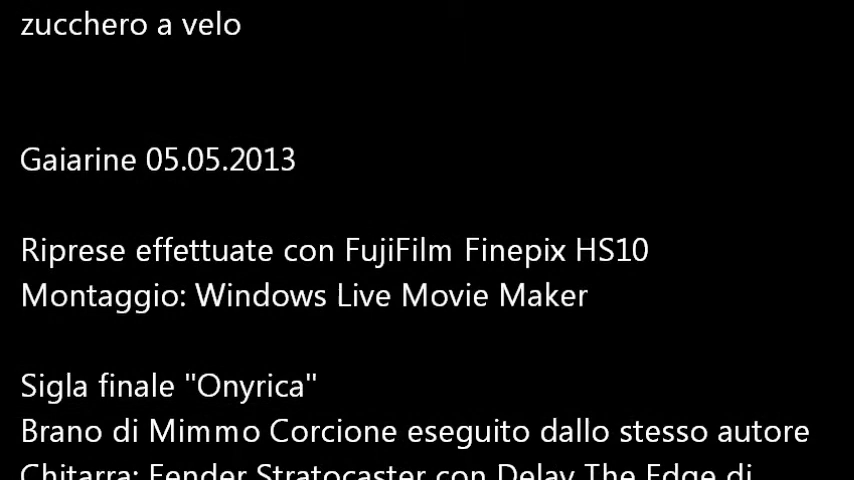 zucchero a velo
Gaiarine 05.05.2013
Riprese effettuate con FujiFilm Finepix HS10
Montaggio: Windows Live Movie Maker
Sigla finale "Onyrica"
Brano di Mimmo Corcione eseguito dallo stesso autore
Chitarra: Fender Stratocaster con Delay The Edge di